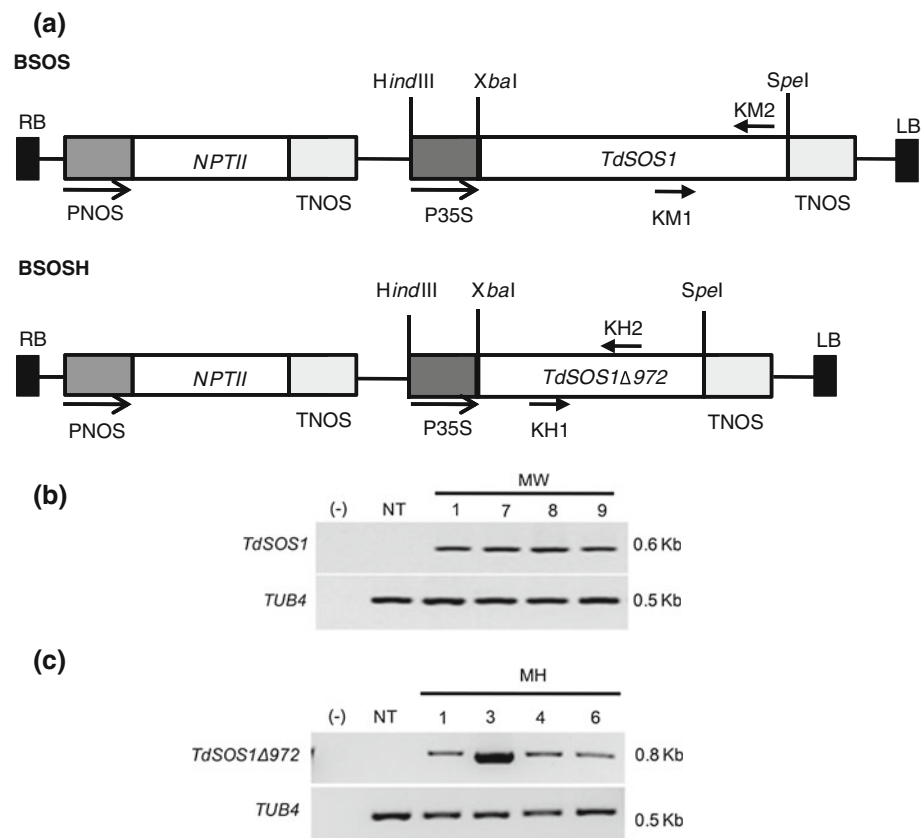 (a)
BSOS
HindIII XbaI SpeI
RB KM2 LB
NPTII TdSOS1
PNOS TNOS P35S KM1 TNOS
BSOSH
HindIII XbaI SpeI
RB KH2 LB
NPTII TdSOS1Δ972
PNOS TNOS P35S KH1 TNOS
(b)
MW
(-) NT 1 7 8 9
TdSOS1 0.6 Kb
TUB4 0.5 Kb
(c)
MH
(-) NT 1 3 4 6
TdSOS1Δ972 0.8 Kb
TUB4 0.5 Kb